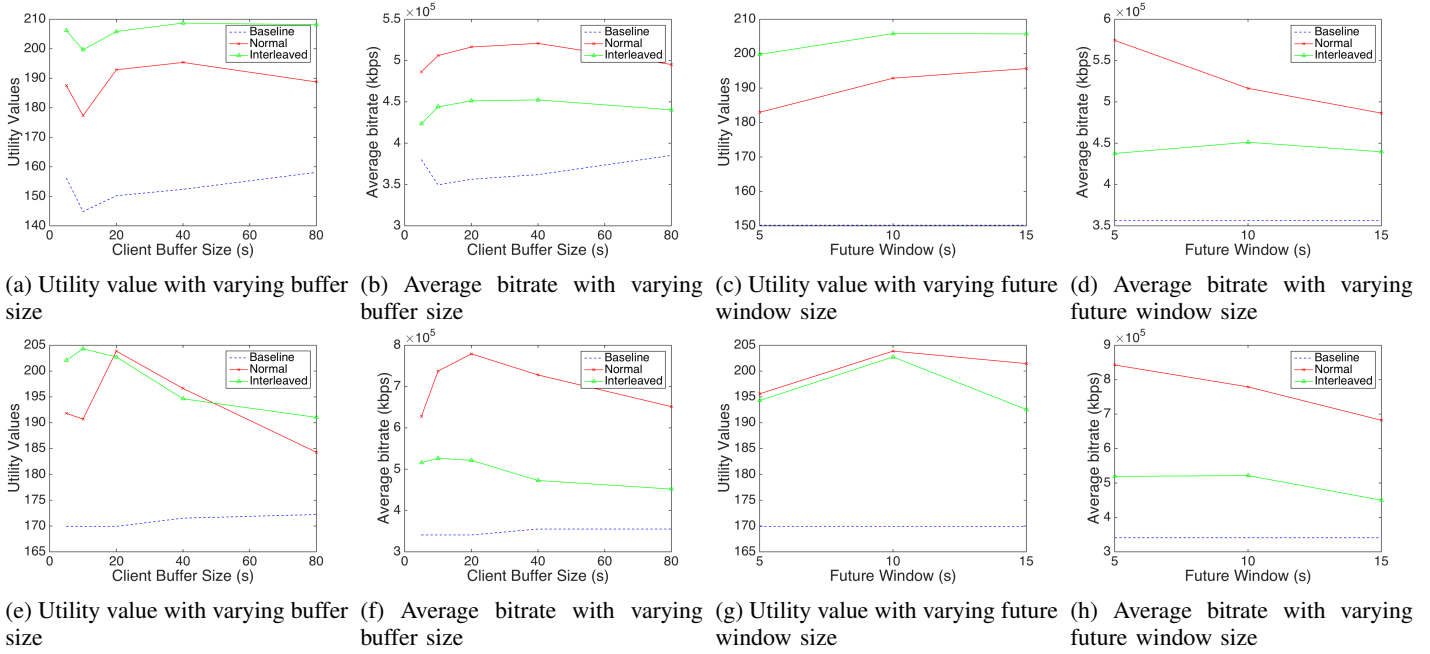 ×10⁵
×10⁵
210
200
190
180
170
160
150
140
Utility Values
0
20
40
60
80
Client Buffer Size (s)
Baseline
Normal
Interleaved
5.5
5
4.5
4
3.5
3
Average bitrate (kbps)
0
20
40
60
80
Client Buffer Size (s)
Baseline
Normal
Interleaved
210
200
190
180
170
160
150
Utility Values
5
10
15
Future Window (s)
Baseline
Normal
Interleaved
6
5.5
5
4.5
4
3.5
Average bitrate (kbps)
5
10
15
Future Window (s)
Baseline
Normal
Interleaved
(a) Utility value with varying buffer
size
(b) Average bitrate with varying
buffer size
(c) Utility value with varying future
window size
(d) Average bitrate with varying
future window size
205
200
195
190
185
180
175
170
165
Utility Values
0
20
40
60
80
Client Buffer Size (s)
Baseline
Normal
Interleaved
×10⁵
8
7
6
5
4
3
Average bitrate (kbps)
0
20
40
60
80
Client Buffer Size (s)
Baseline
Normal
Interleaved
205
200
195
190
185
180
175
170
165
Utility Values
5
10
15
Future Window (s)
Baseline
Normal
Interleaved
×10⁵
9
8
7
6
5
4
3
Average bitrate (kbps)
5
10
15
Future Window (s)
Baseline
Normal
Interleaved
(e) Utility value with varying buffer
size
(f) Average bitrate with varying
buffer size
(g) Utility value with varying future
window size
(h) Average bitrate with varying
future window size